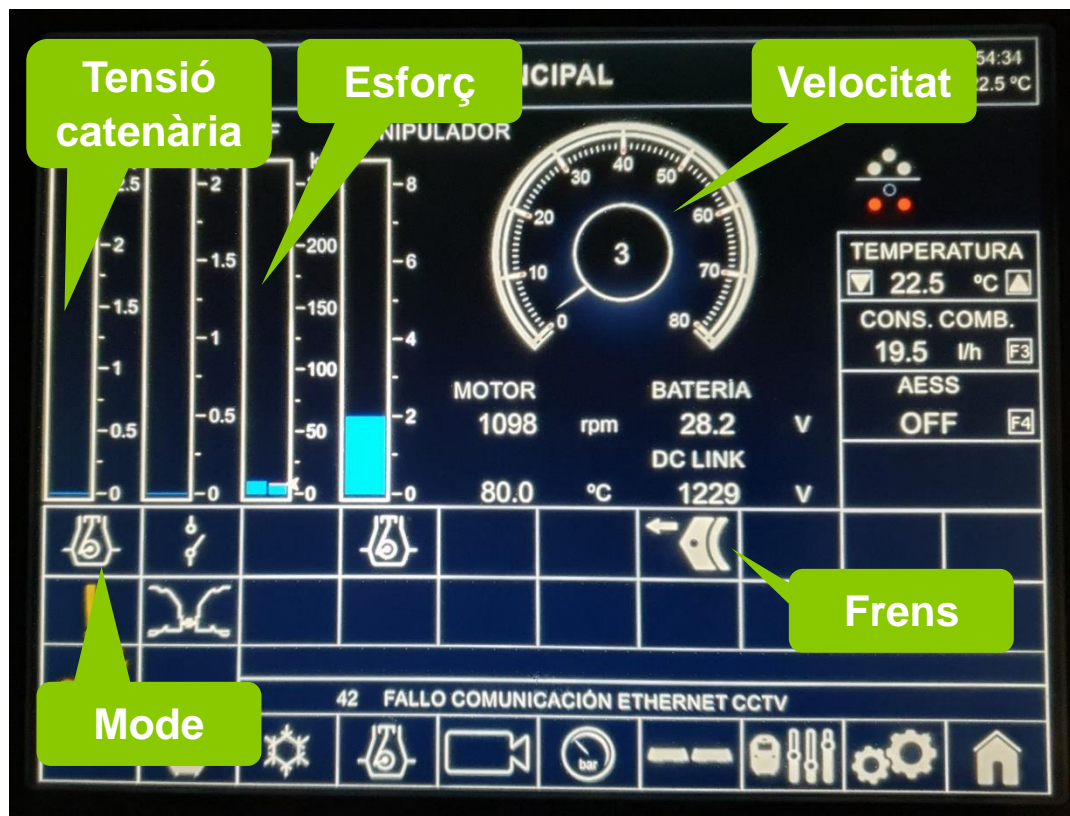 Tensió
catenària
Esforç
Velocitat
NCIPAL
54:34
2.5 ºC
F
NIPULADOR
2.5
2
1.5
1
0.5
0
2
1.5
1
0.5
0
k
200
150
100
50
0
8
6
4
2
0
0
10
20
30
40
50
60
70
80
3
TEMPERATURA
22.5 ºC
CONS. COMB.
19.5 l/h F3
AESS
OFF F4
MOTOR
1098 rpm
80.0 ºC
BATERÍA
28.2 V
DC LINK
1229 V
Frens
Mode
42 FALLO COMUNICACIÓN ETHERNET CCTV
bar